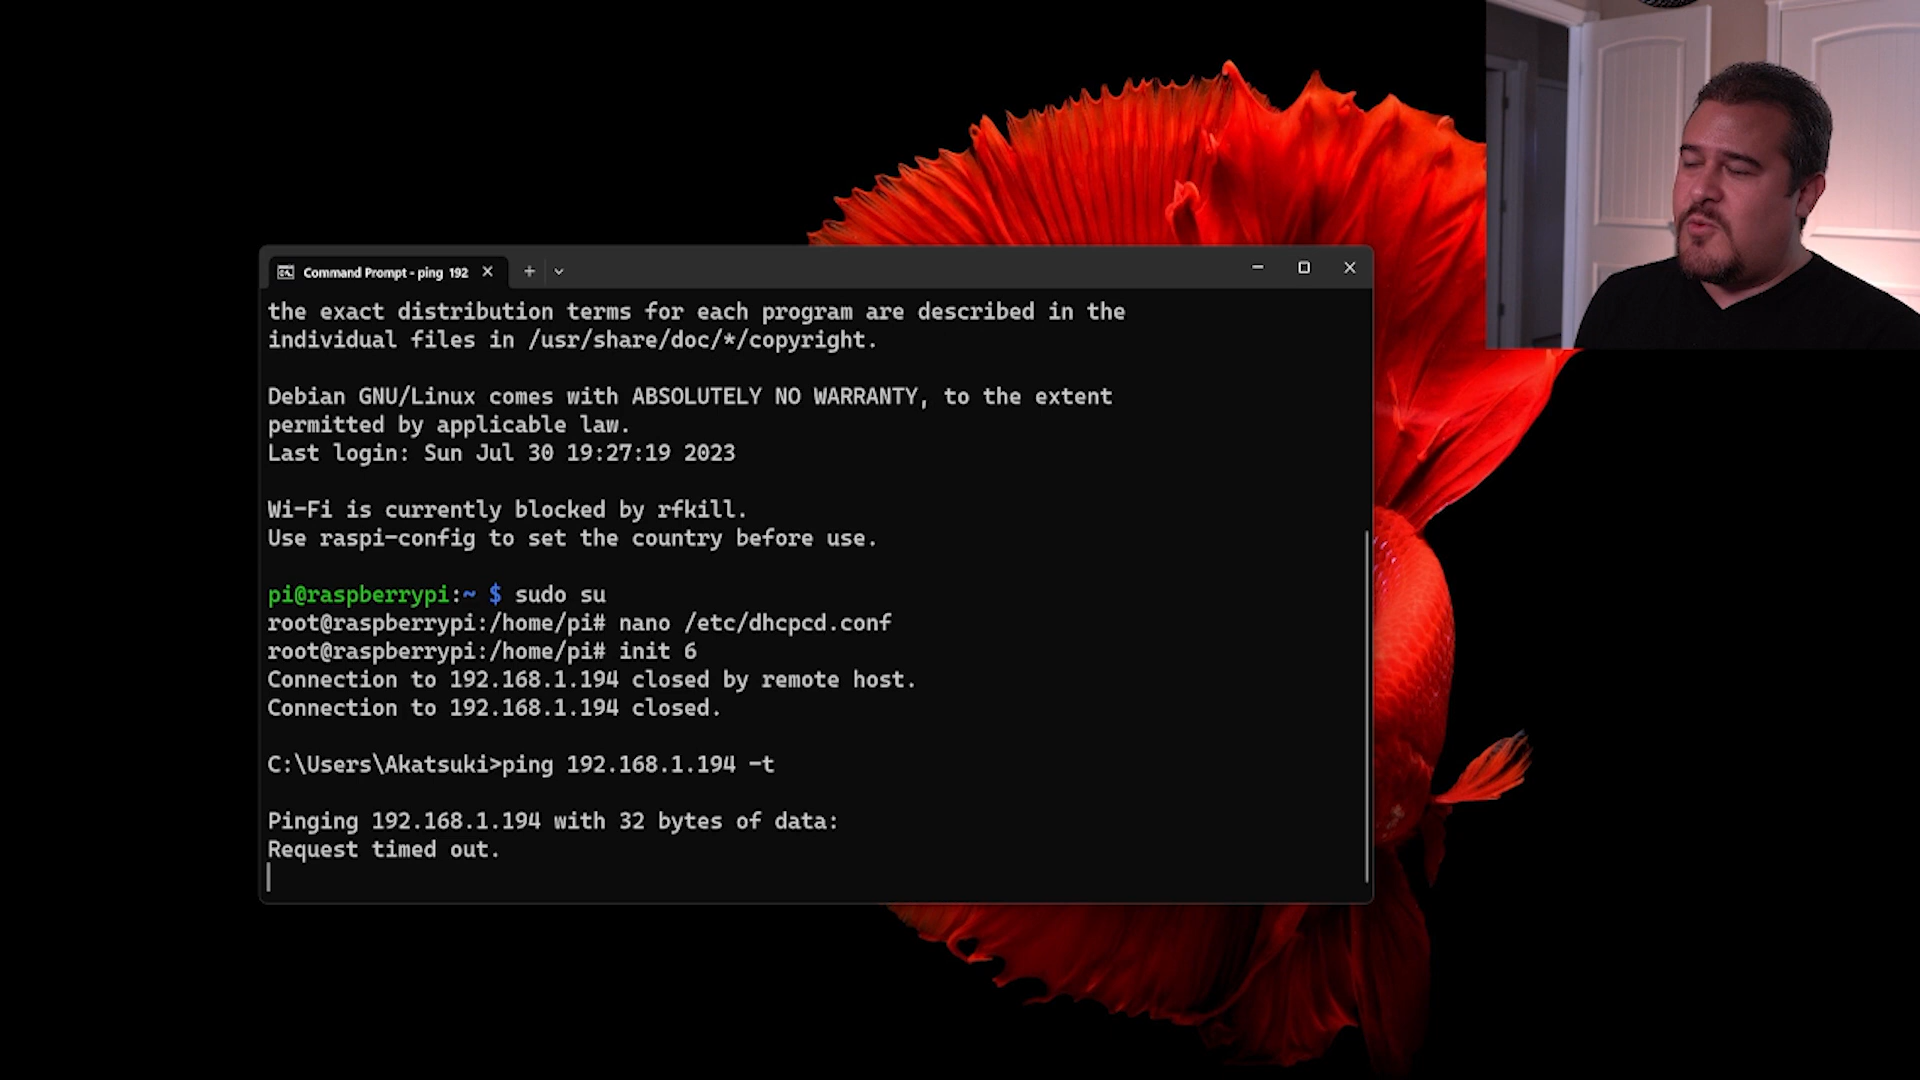 Command Prompt - ping 192
the exact distribution terms for each program are described in the
individual files in /usr/share/doc/*/copyright.
Debian GNU/Linux comes with ABSOLUTELY NO WARRANTY, to the extent
permitted by applicable law.
Last login: Sun Jul 30 19:27:19 2023
Wi-Fi is currently blocked by rfkill.
Use raspi-config to set the country before use.
pi@raspberrypi:~ $ sudo su
root@raspberrypi:/home/pi# nano /etc/dhcpcd.conf
root@raspberrypi:/home/pi# init 6
Connection to 192.168.1.194 closed by remote host.
Connection to 192.168.1.194 closed.
C:\Users\Akatsuki>ping 192.168.1.194 -t
Pinging 192.168.1.194 with 32 bytes of data:
Request timed out.